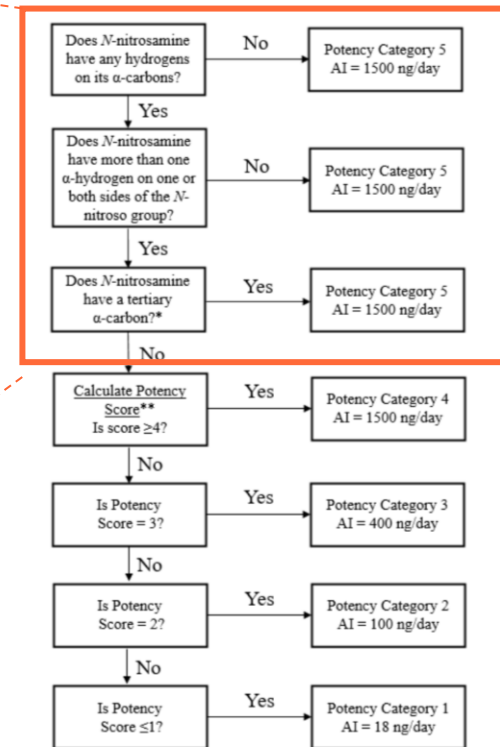 Does N-nitrosamine
have any hydrogens
on its α-carbons?
No
Potency Category 5
AI = 1500 ng/day
Yes
Does N-nitrosamine
have more than one
α-hydrogen on one or
both sides of the N-
nitroso group?
No
Potency Category 5
AI = 1500 ng/day
Yes
Does N-nitrosamine
have a tertiary
α-carbon?*
Yes
Potency Category 5
AI = 1500 ng/day
No
Calculate Potency
Score**
Is score ≥4?
Yes
Potency Category 4
AI = 1500 ng/day
No
Is Potency
Score = 3?
Yes
Potency Category 3
AI = 400 ng/day
No
Is Potency
Score = 2?
Yes
Potency Category 2
AI = 100 ng/day
No
Is Potency
Score ≤1?
Yes
Potency Category 1
AI = 18 ng/day